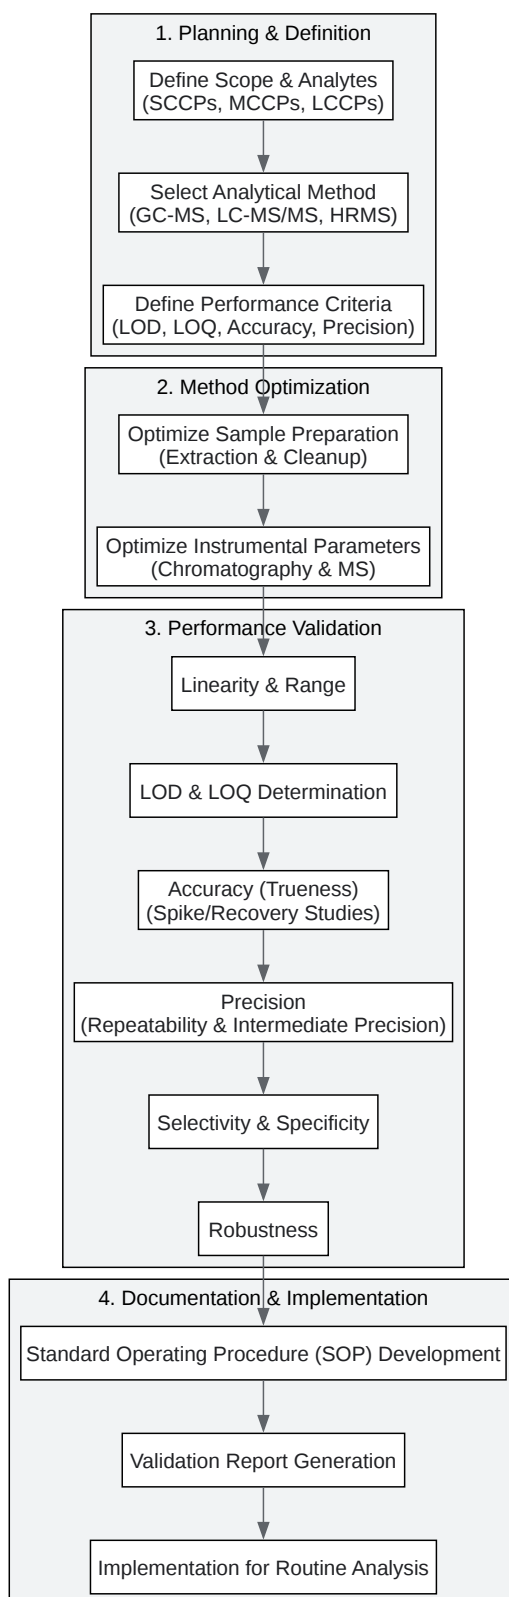 1. Planning & Definition
Define Scope & Analytes
(SCCPs, MCCPs, LCCPs)
Select Analytical Method
(GC-MS, LC-MS/MS, HRMS)
Define Performance Criteria
(LOD, LOQ, Accuracy, Precision)
2. Method Optimization
Optimize Sample Preparation
(Extraction & Cleanup)
Optimize Instrumental Parameters
(Chromatography & MS)
3. Performance Validation
Linearity & Range
LOD & LOQ Determination
Accuracy (Trueness)
(Spike/Recovery Studies)
Precision
(Repeatability & Intermediate Precision)
Selectivity & Specificity
Robustness
4. Documentation & Implementation
Standard Operating Procedure (SOP) Development
Validation Report Generation
Implementation for Routine Analysis